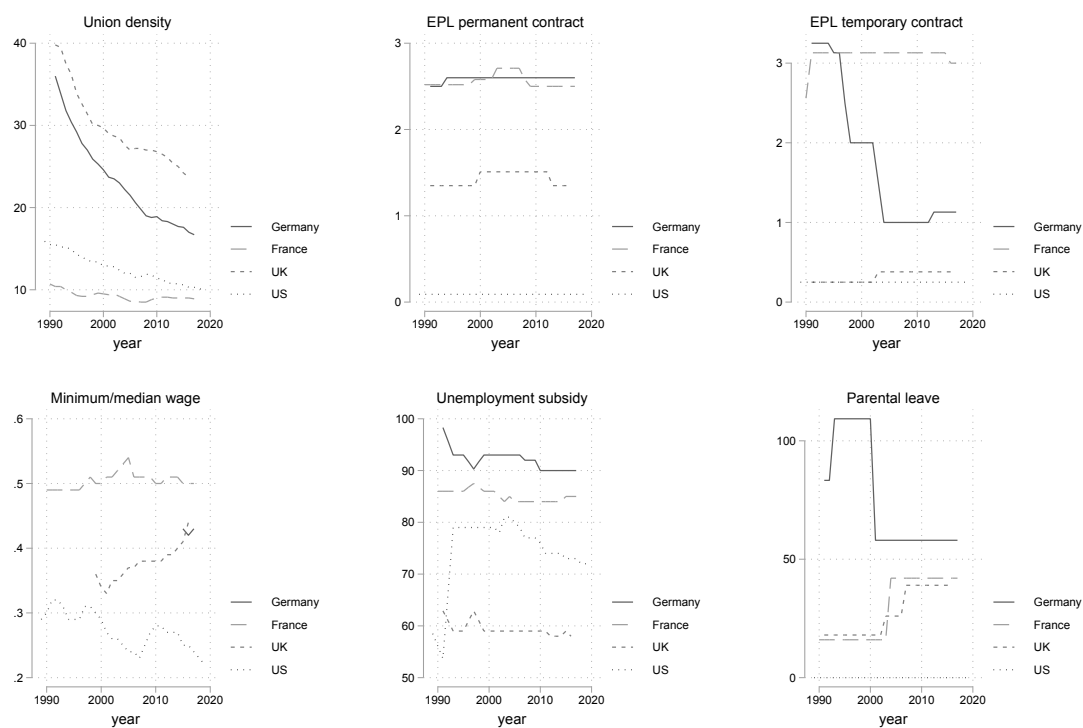 Union density
40
30
20
10
1990 2000 2010 2020
year
Germany
France
UK
US
EPL permanent contract
3
2
1
0
1990 2000 2010 2020
year
Germany
France
UK
US
EPL temporary contract
3
2
1
0
1990 2000 2010 2020
year
Germany
France
UK
US
Minimum/median wage
.6
.5
.4
.3
.2
1990 2000 2010 2020
year
Germany
France
UK
US
Unemployment subsidy
100
90
80
70
60
50
1990 2000 2010 2020
year
Germany
France
UK
US
Parental leave
100
50
0
1990 2000 2010 2020
year
Germany
France
UK
US